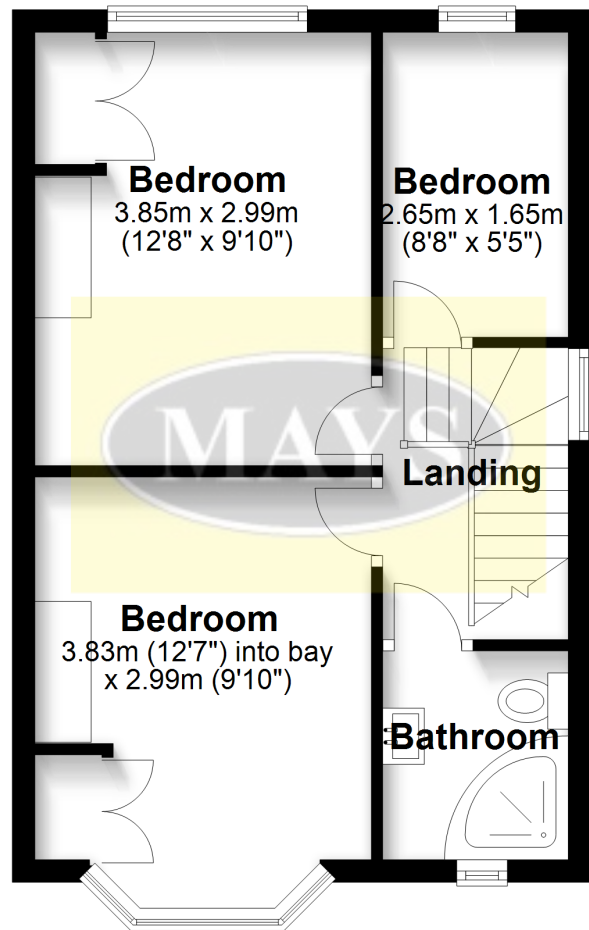 Bedroom
3.85m x 2.99m
(12'8" x 9'10")
Bedroom
2.65m x 1.65m
(8'8" x 5'5")
MAYS
Landing
Bedroom
3.83m (12'7") into bay
x 2.99m (9'10")
Bathroom